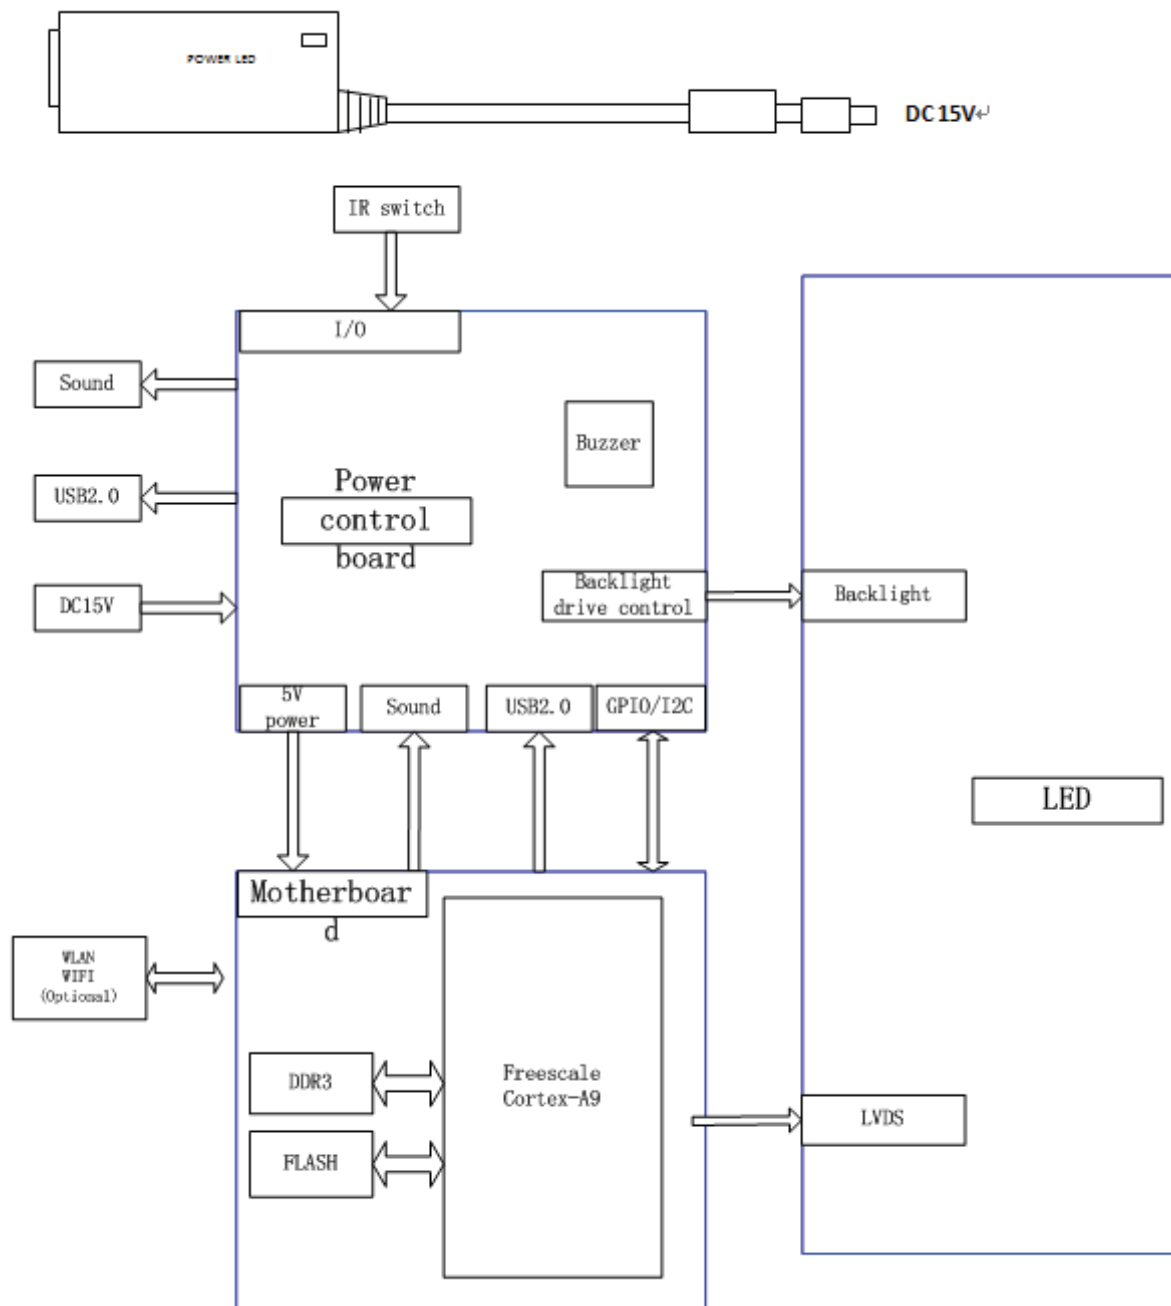 POWER LED
DC15V↵
IR switch
I/O
Sound
Buzzer
USB2.0
Power
control
board
DC15V
Backlight
drive control
Backlight
5V
power
Sound
USB2.0
GPIO/I2C
LED
Motherboar
d
WLAN
WIFI
(Optional)
DDR3
Freescale
Cortex-A9
FLASH
LVDS